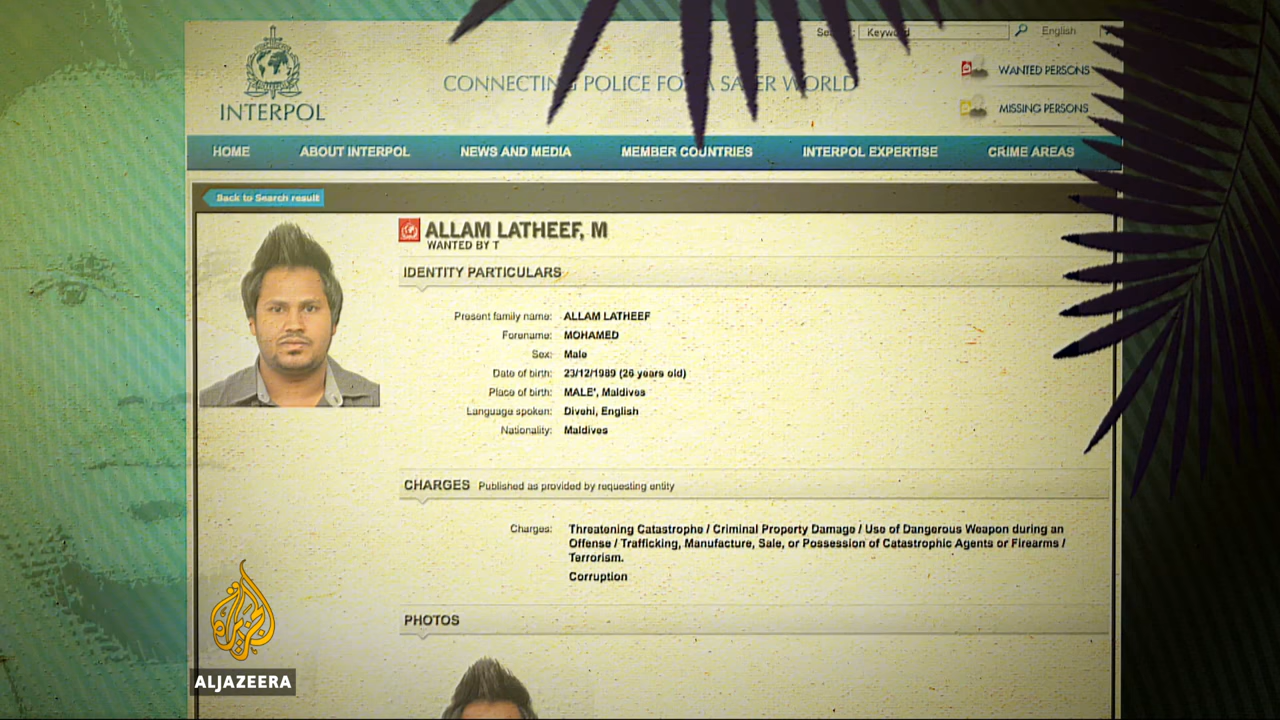 English
CONNECTING POLICE FOR A SAFER WORLD
INTERPOL
WANTED PERSONS
MISSING PERSONS
HOME ABOUT INTERPOL NEWS AND MEDIA MEMBER COUNTRIES INTERPOL EXPERTISE CRIME AREAS
Back to Search result
ALLAM LATHEEF, M
WANTED BY T
IDENTITY PARTICULARS
Present family name: ALLAM LATHEEF
Forename: MOHAMED
Sex: Male
Date of birth: 23/12/1989 (26 years old)
Place of birth: MALE', Maldives
Language spoken: Divehi, English
Nationality: Maldives
CHARGES Published as provided by requesting entity
Charges: Threatening Catastrophe / Criminal Property Damage / Use of Dangerous Weapon during an
Offense / Trafficking, Manufacture, Sale, or Possession of Catastrophic Agents or Firearms /
Terrorism.
Corruption
PHOTOS
الجزيرة
ALJAZEERA